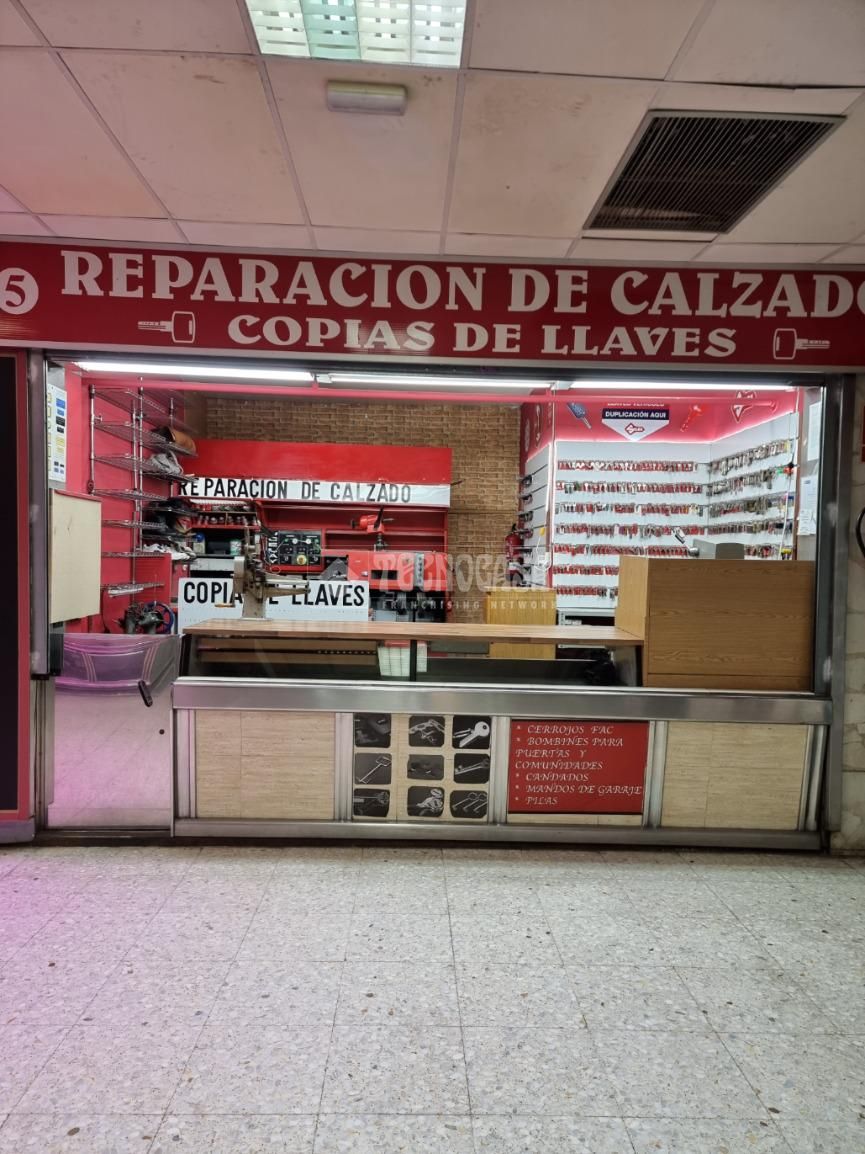 5 REPARACION DE CALZADO
COPIAS DE LLAVES
DUPLICACIÓN AQUI
REPARACION DE CALZADO
TECNOCASA
FRANCHISING NETWORK
COPIA DE LLAVES
* CERROJOS FAC
* BOMBINES PARA
PUERTAS Y
COMUNIDADES
* CANDADOS
* MANDOS DE GARAJE
* PILAS